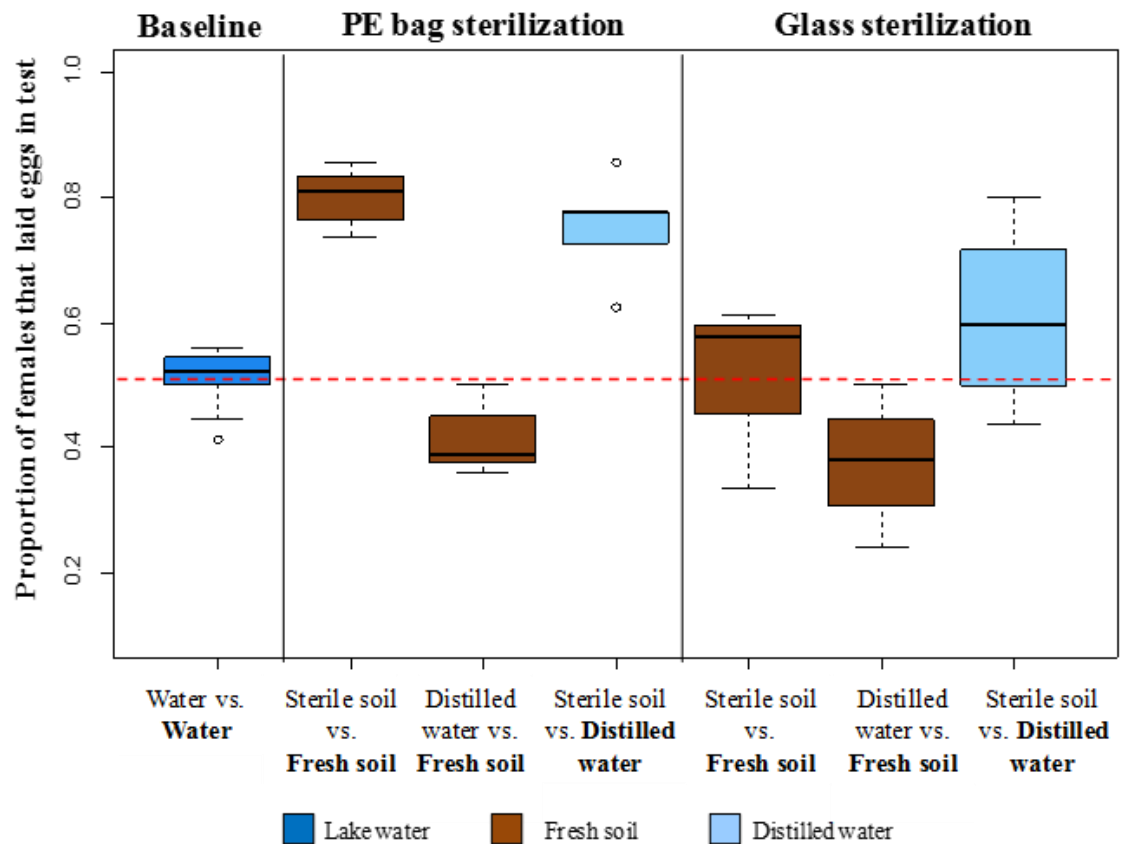 Baseline
PE bag sterilization
Glass sterilization
Proportion of females that laid eggs in test
1.0
0.8
0.6
0.4
0.2
Water vs.
Water
Sterile soil
vs.
Fresh soil
Distilled
water vs.
Fresh soil
Sterile soil
vs. Distilled
water
Sterile soil
vs.
Fresh soil
Distilled
water vs.
Fresh soil
Sterile soil
vs. Distilled
water
Lake water
Fresh soil
Distilled water